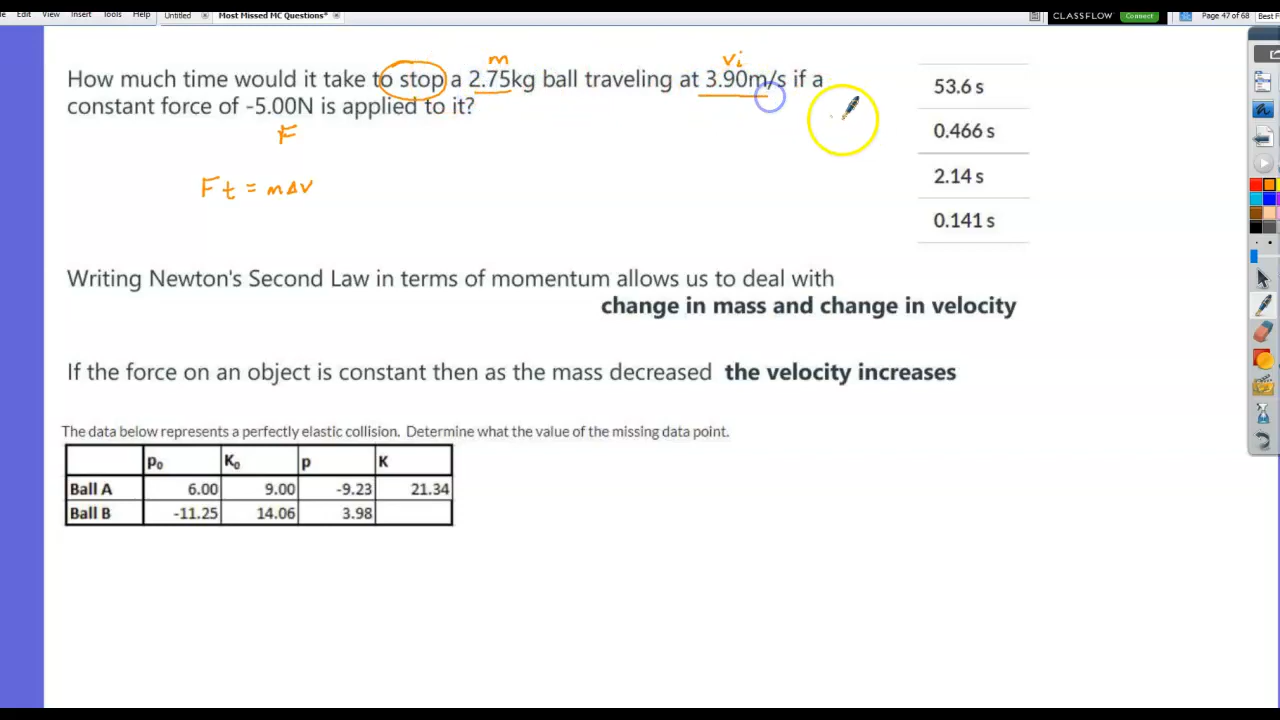 Edit View Insert Tools Help Untitled Most Missed MC Questions* CLASSFLOW Connect Page 47 of 68 Best F
m vi
How much time would it take to stop a 2.75kg ball traveling at 3.90m/s if a
constant force of -5.00N is applied to it?
F
Ft = mΔv
53.6 s
0.466 s
2.14 s
0.141 s
Writing Newton's Second Law in terms of momentum allows us to deal with
change in mass and change in velocity
If the force on an object is constant then as the mass decreased the velocity increases
The data below represents a perfectly elastic collision. Determine what the value of the missing data point.
p₀ K₀ p K
Ball A 6.00 9.00 -9.23 21.34
Ball B -11.25 14.06 3.98